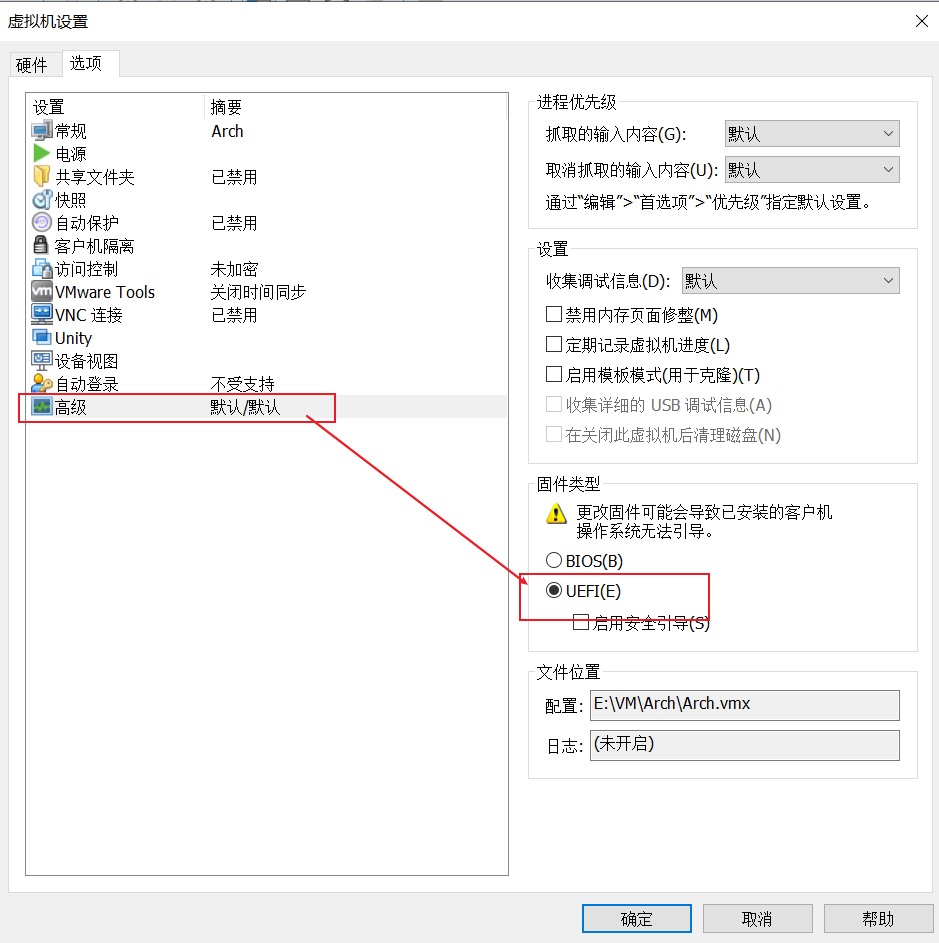 虚拟机设置
硬件 选项
设置 摘要
常规 Arch
电源
共享文件夹 已禁用
快照
自动保护 已禁用
客户机隔离
访问控制 未加密
VMware Tools 关闭时间同步
VNC 连接 已禁用
Unity
设备视图
自动登录 不受支持
高级 默认/默认
进程优先级
抓取的输入内容(G): 默认
取消抓取的输入内容(U): 默认
通过“编辑”>“首选项”>“优先级”指定默认设置。
设置
收集调试信息(D): 默认
禁用内存页面修整(M)
定期记录虚拟机进度(L)
启用模板模式(用于克隆)(T)
收集详细的 USB 调试信息(A)
在关闭此虚拟机后清理磁盘(N)
固件类型
更改固件可能会导致已安装的客户机
操作系统无法引导。
BIOS(B)
UEFI(E)
启用安全引导(S)
文件位置
配置: E:\VM\Arch\Arch.vmx
日志: (未开启)
确定 取消 帮助